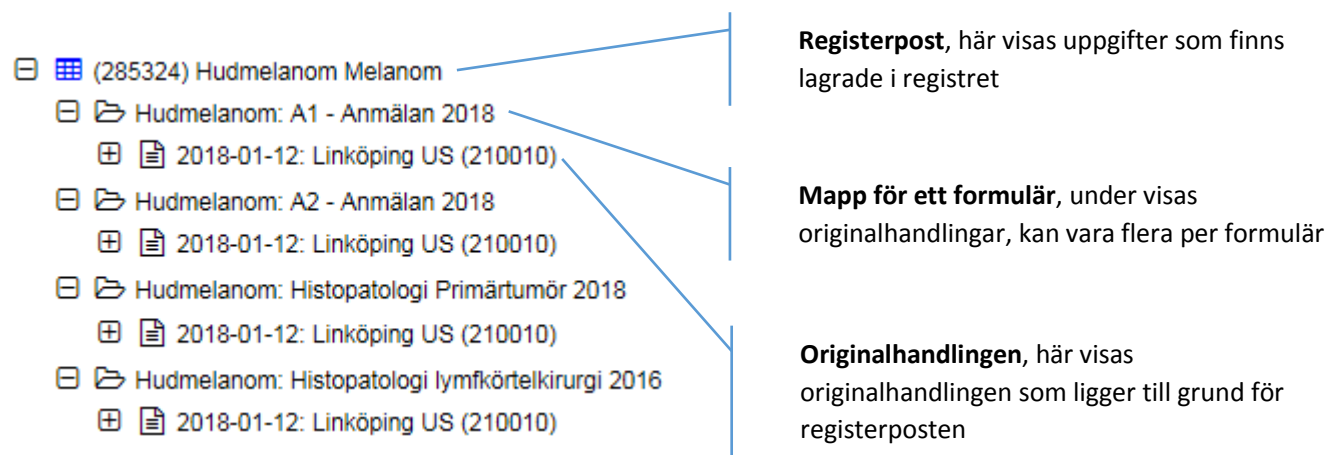 (285324) Hudmelanom Melanom
Hudmelanom: A1 - Anmälan 2018
2018-01-12: Linköping US (210010)
Hudmelanom: A2 - Anmälan 2018
2018-01-12: Linköping US (210010)
Hudmelanom: Histopatologi Primärtumör 2018
2018-01-12: Linköping US (210010)
Hudmelanom: Histopatologi lymfkörtelkirurgi 2016
2018-01-12: Linköping US (210010)
Registerpost, här visas uppgifter som finns
lagrade i registret
Mapp för ett formulär, under visas
originalhandlingar, kan vara flera per formulär
Originalhandlingen, här visas
originalhandlingen som ligger till grund för
registerposten